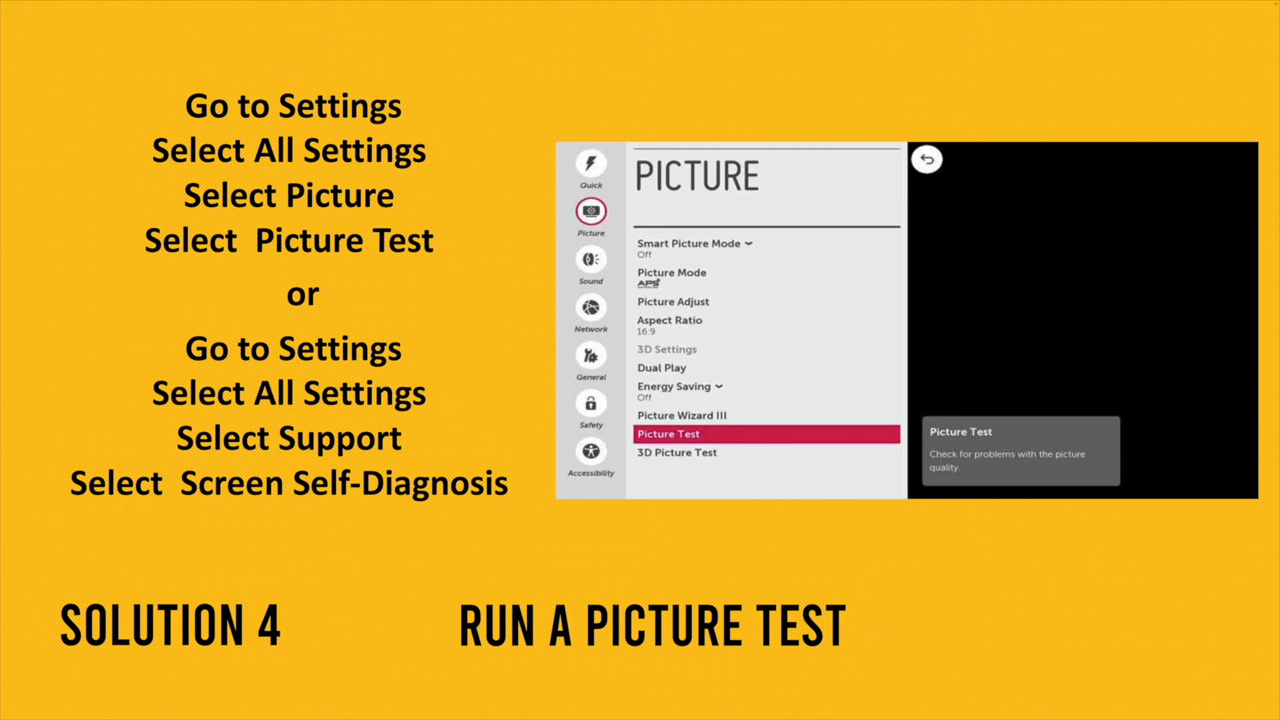 Go to Settings
Select All Settings
Select Picture
Select Picture Test
or
Go to Settings
Select All Settings
Select Support
Select Screen Self-Diagnosis
Quick
Picture
Sound
Network
General
Safety
Accessibility
PICTURE
Smart Picture Mode
Off
Picture Mode
APS
Picture Adjust
Aspect Ratio
16:9
3D Settings
Dual Play
Energy Saving
Off
Picture Wizard III
Picture Test
3D Picture Test
Picture Test
Check for problems with the picture
quality.
SOLUTION 4
RUN A PICTURE TEST